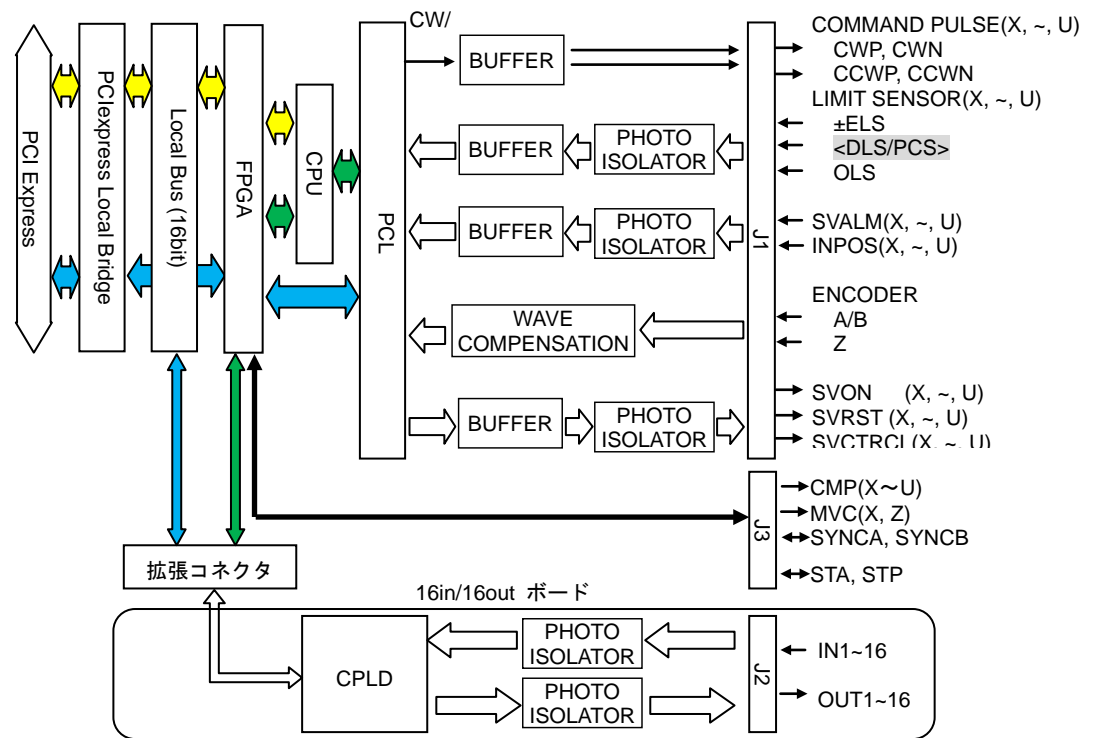 CW/
PCI Express
PCIexpress Local Bridge
Local Bus (16bit)
FPGA
CPU
PCL
BUFFER
BUFFER
PHOTO
ISOLATOR
BUFFER
PHOTO
ISOLATOR
WAVE
COMPENSATION
BUFFER
PHOTO
ISOLATOR
J1
COMMAND PULSE(X, ~, U)
CWP, CWN
CCWP, CCWN
LIMIT SENSOR(X, ~, U)
±ELS
<DLS/PCS>
OLS
SVALM(X, ~, U)
INPOS(X, ~, U)
ENCODER
A/B
Z
SVON (X, ~, U)
SVRST (X, ~, U)
SVCTRCL(X, ~, U)
J3
CMP(X～U)
MVC(X, Z)
SYNCA, SYNCB
STA, STP
拡張コネクタ
16in/16out ボード
CPLD
PHOTO
ISOLATOR
PHOTO
ISOLATOR
J2
IN1~16
OUT1~16